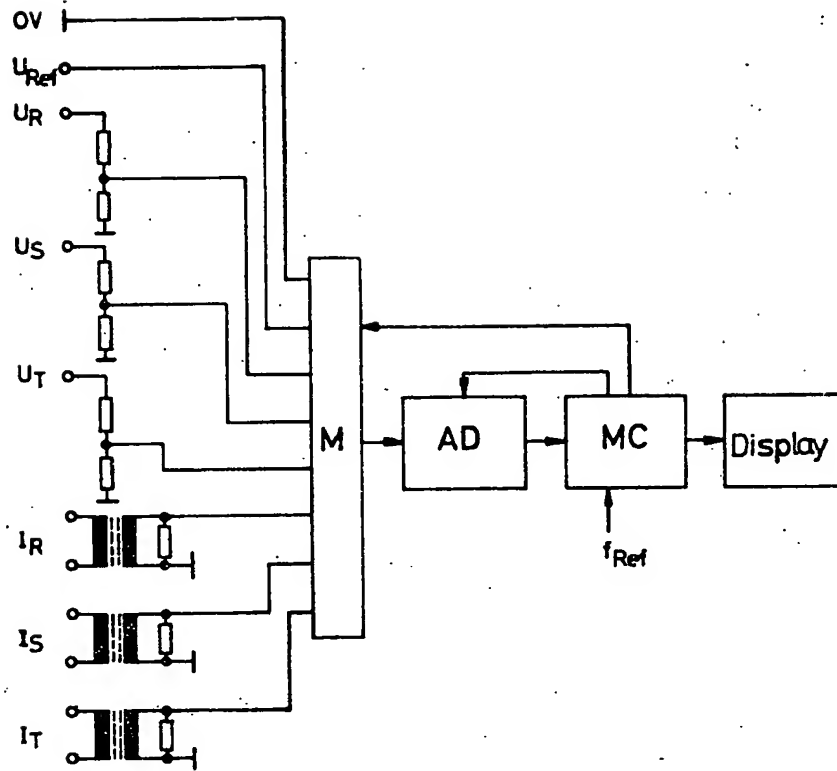 0V
U_Ref
U_R
U_S
U_T
I_R
I_S
I_T
M
AD
MC
Display
f_Ref